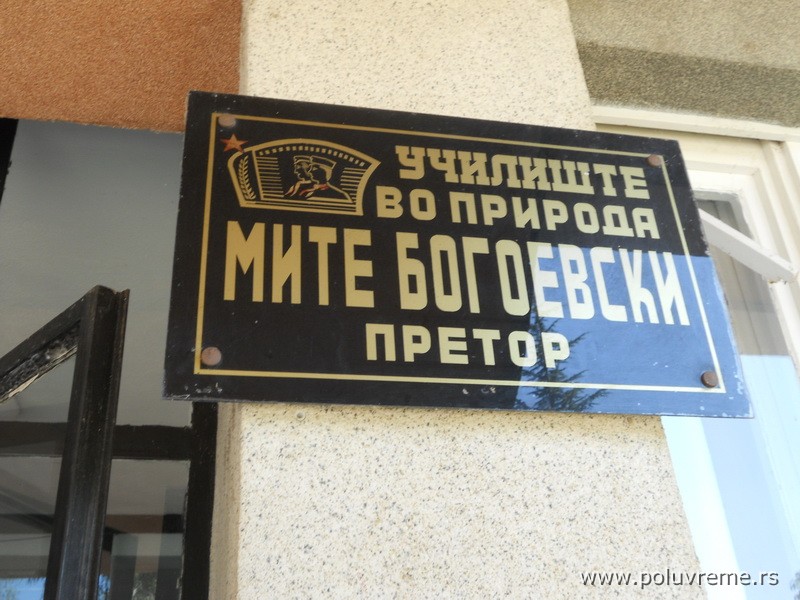 УЧИЛИШТЕ
ВО ПРИРОДА
МИТЕ БОГОЕВСКИ
ПРЕТОР
www.poluvreme.rs